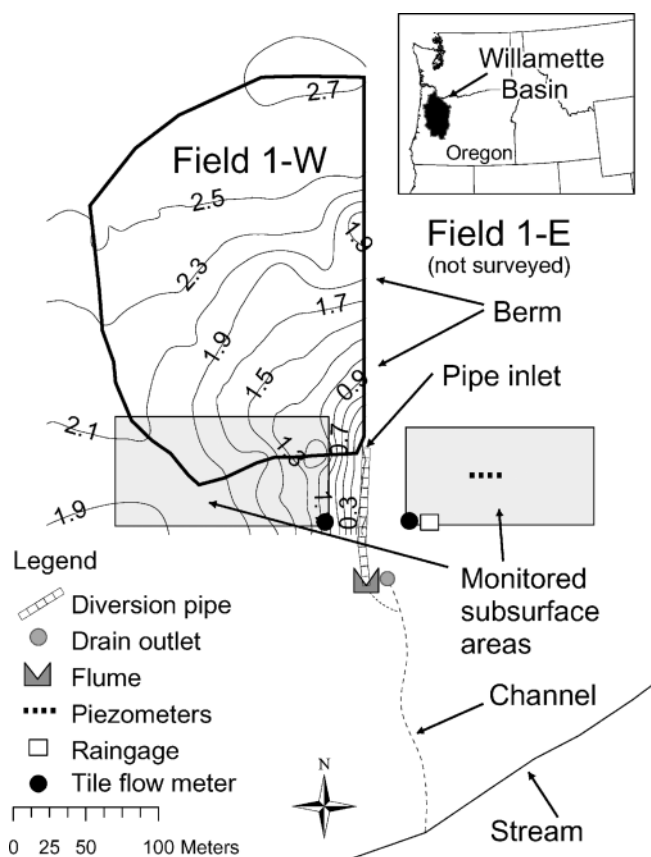 Willamette
Basin
Oregon
2.7
Field 1-W
2.5
1.6
Field 1-E
(not surveyed)
2.3
1.7
Berm
1.9
1.5
0.9
Pipe inlet
2.1
0.7
1.9
0.3
Legend
Diversion pipe
Drain outlet
Flume
Piezometers
Raingage
Tile flow meter
Monitored
subsurface
areas
Channel
Stream
N
0 25 50 100 Meters